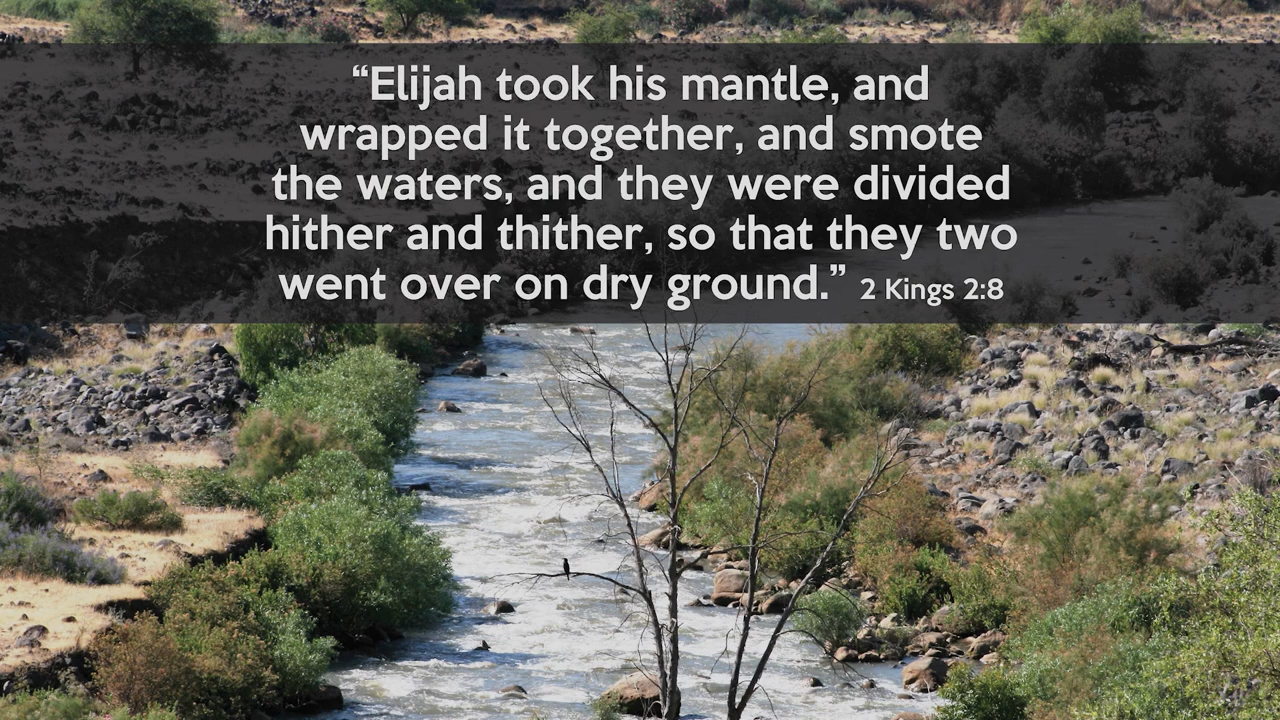 “Elijah took his mantle, and
wrapped it together, and smote
the waters, and they were divided
hither and thither, so that they two
went over on dry ground.” 2 Kings 2:8